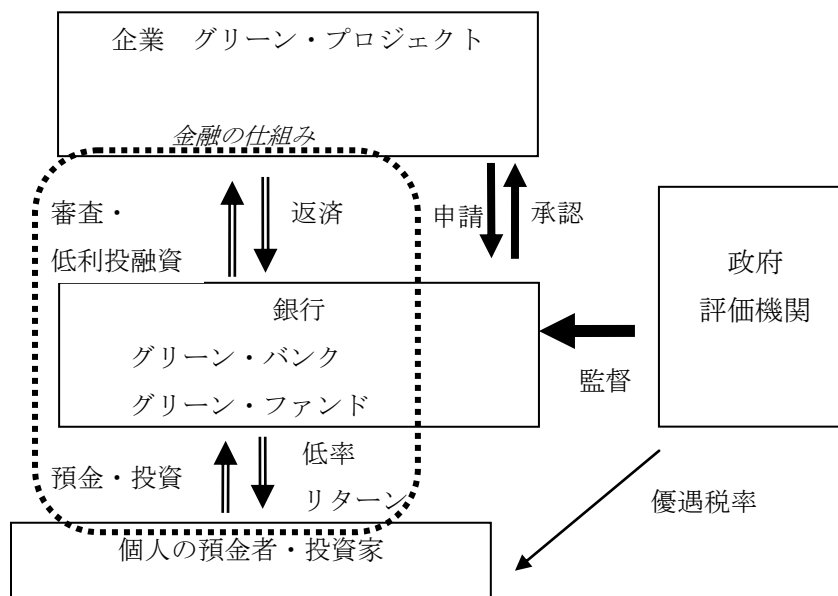 企業　グリーン・プロジェクト
金融の仕組み
審査・
低利投融資
返済
申請
承認
政府
評価機関
銀行
グリーン・バンク
グリーン・ファンド
監督
預金・投資
低率
リターン
優遇税率
個人の預金者・投資家